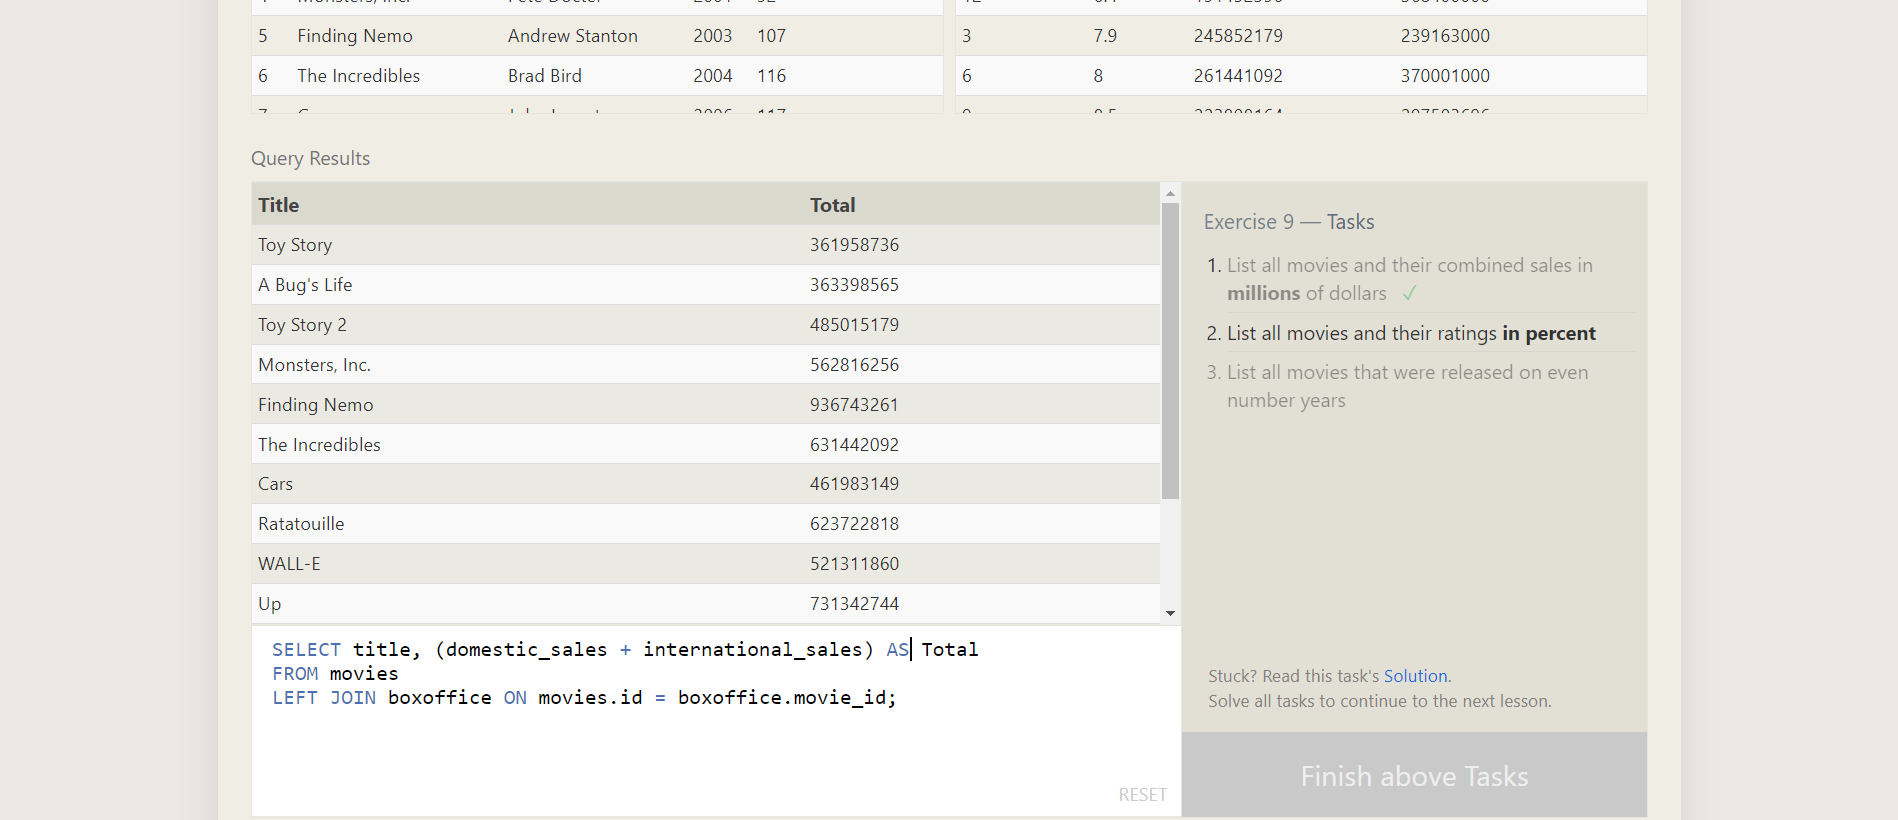 5 Finding Nemo Andrew Stanton 2003 107 3 7.9 245852179 239163000
6 The Incredibles Brad Bird 2004 116 6 8 261441092 370001000
Query Results
Title Total
Toy Story 361958736
A Bug's Life 363398565
Toy Story 2 485015179
Monsters, Inc. 562816256
Finding Nemo 936743261
The Incredibles 631442092
Cars 461983149
Ratatouille 623722818
WALL-E 521311860
Up 731342744
SELECT title, (domestic_sales + international_sales) AS Total
FROM movies
LEFT JOIN boxoffice ON movies.id = boxoffice.movie_id;
RESET
Exercise 9 — Tasks
1. List all movies and their combined sales in
millions of dollars ✓
2. List all movies and their ratings in percent
3. List all movies that were released on even
number years
Stuck? Read this task's Solution.
Solve all tasks to continue to the next lesson.
Finish above Tasks